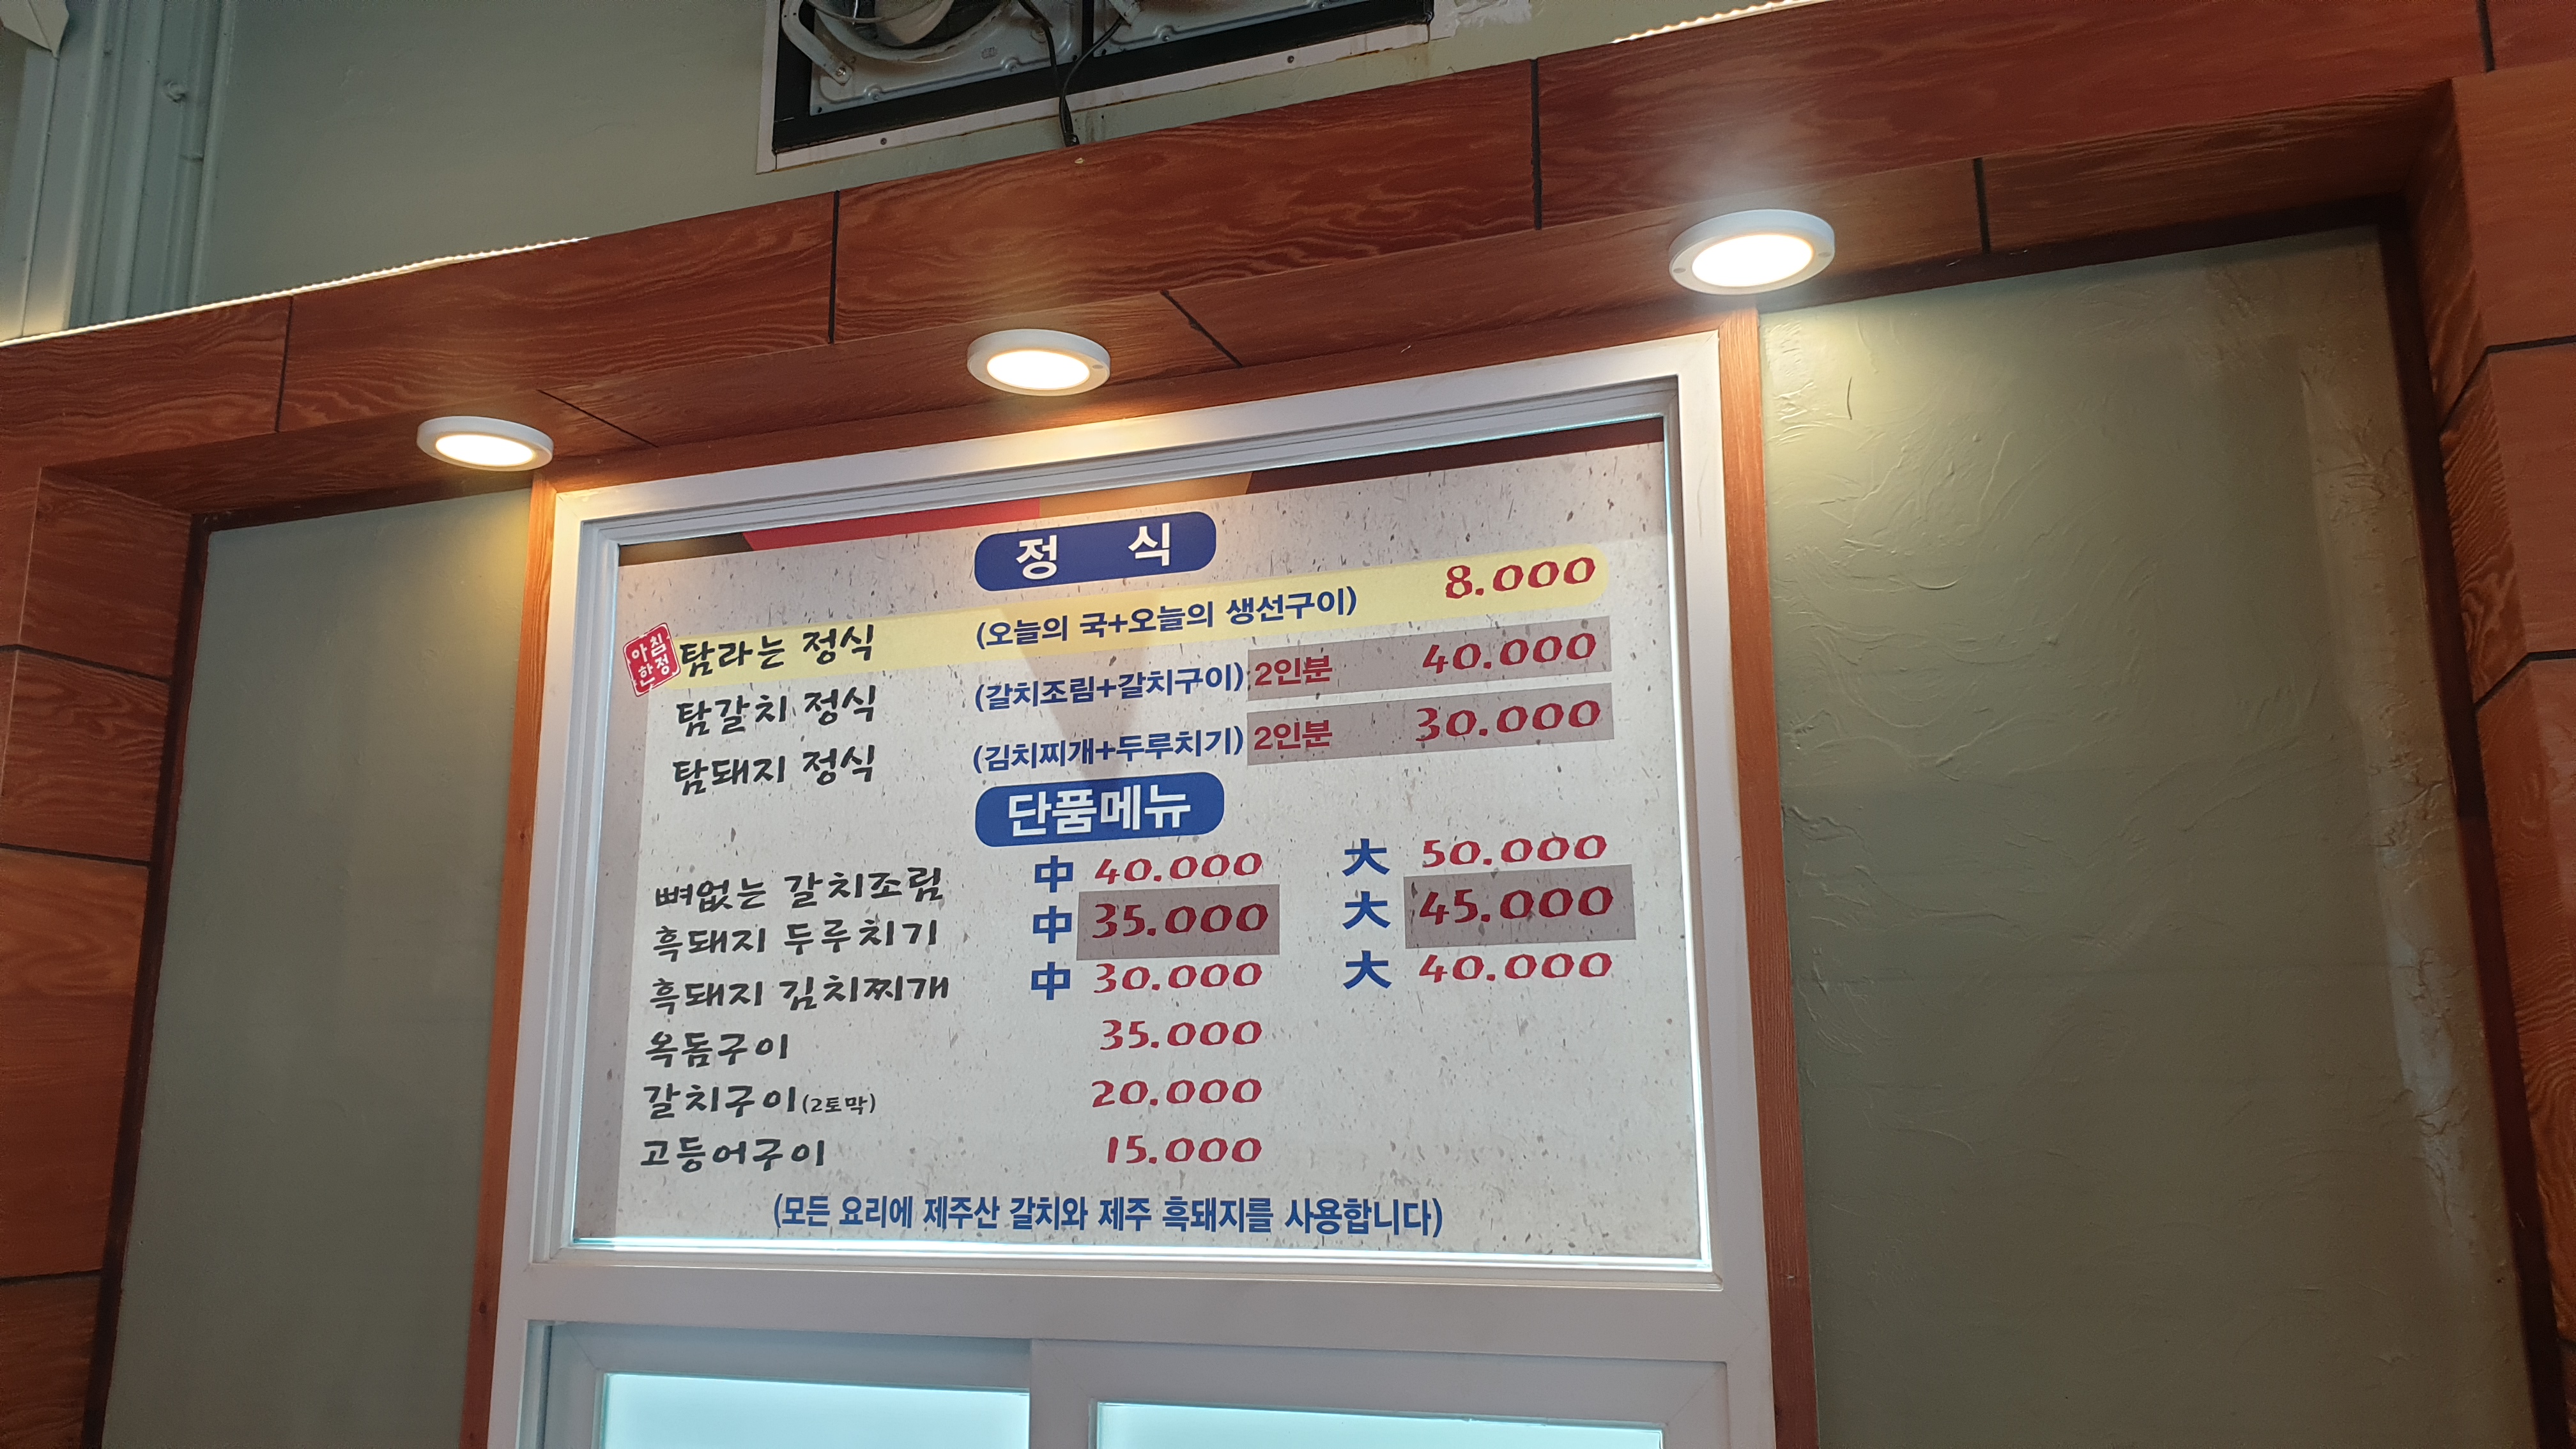 정 식
아침한정 탐라는 정식 (오늘의 국+오늘의 생선구이) 8.000
탐갈치 정식 (갈치조림+갈치구이) 2인분 40.000
탐돼지 정식 (김치찌개+두루치기) 2인분 30.000
단품메뉴
뼈없는 갈치조림 中 40.000 大 50.000
흑돼지 두루치기 中 35.000 大 45.000
흑돼지 김치찌개 中 30.000 大 40.000
옥돔구이 35.000
갈치구이(2토막) 20.000
고등어구이 15.000
(모든 요리에 제주산 갈치와 제주 흑돼지를 사용합니다)